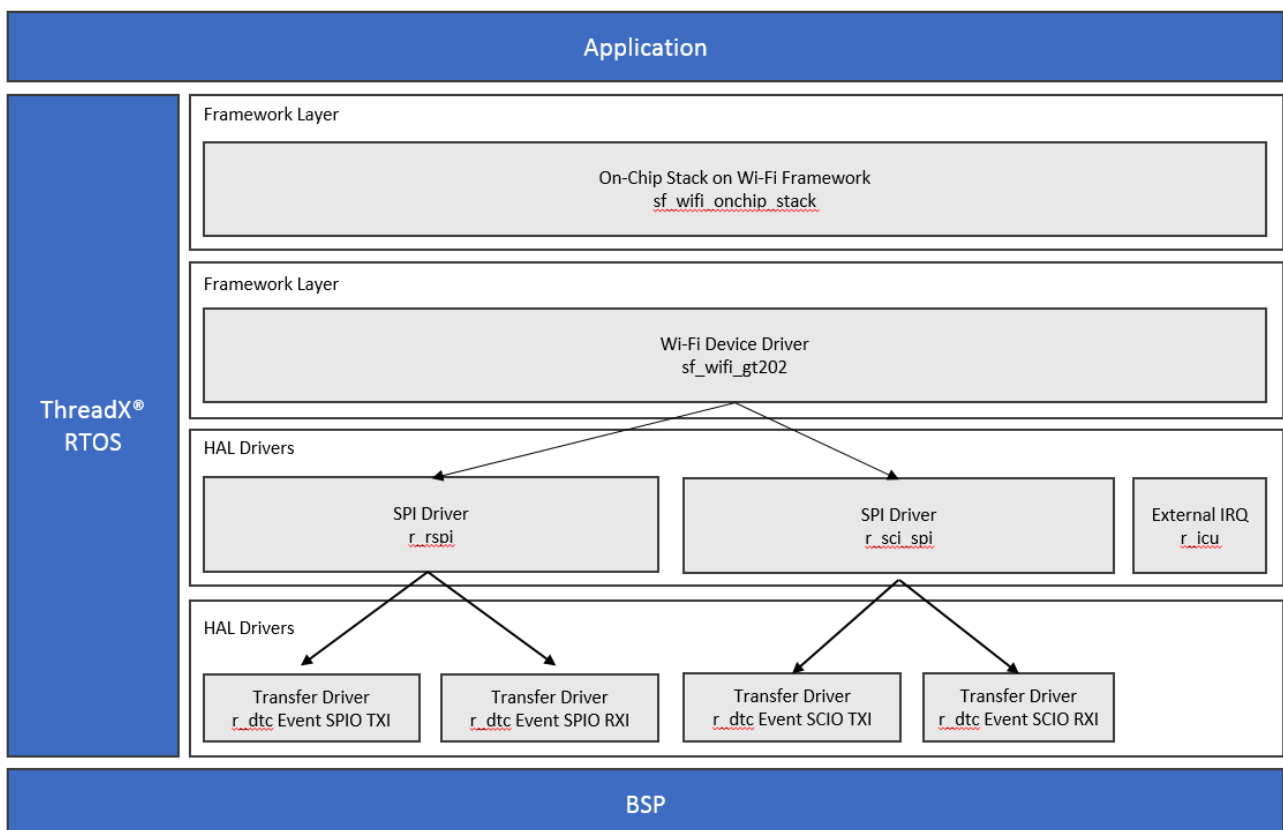 Application
ThreadX®
RTOS
Framework Layer
On-Chip Stack on Wi-Fi Framework
sf_wifi_onchip_stack
Framework Layer
Wi-Fi Device Driver
sf_wifi_gt202
HAL Drivers
SPI Driver
r_rspi
SPI Driver
r_sci_spi
External IRQ
r_icu
HAL Drivers
Transfer Driver
r_dtc Event SPIO TXI
Transfer Driver
r_dtc Event SPIO RXI
Transfer Driver
r_dtc Event SCIO TXI
Transfer Driver
r_dtc Event SCIO RXI
BSP